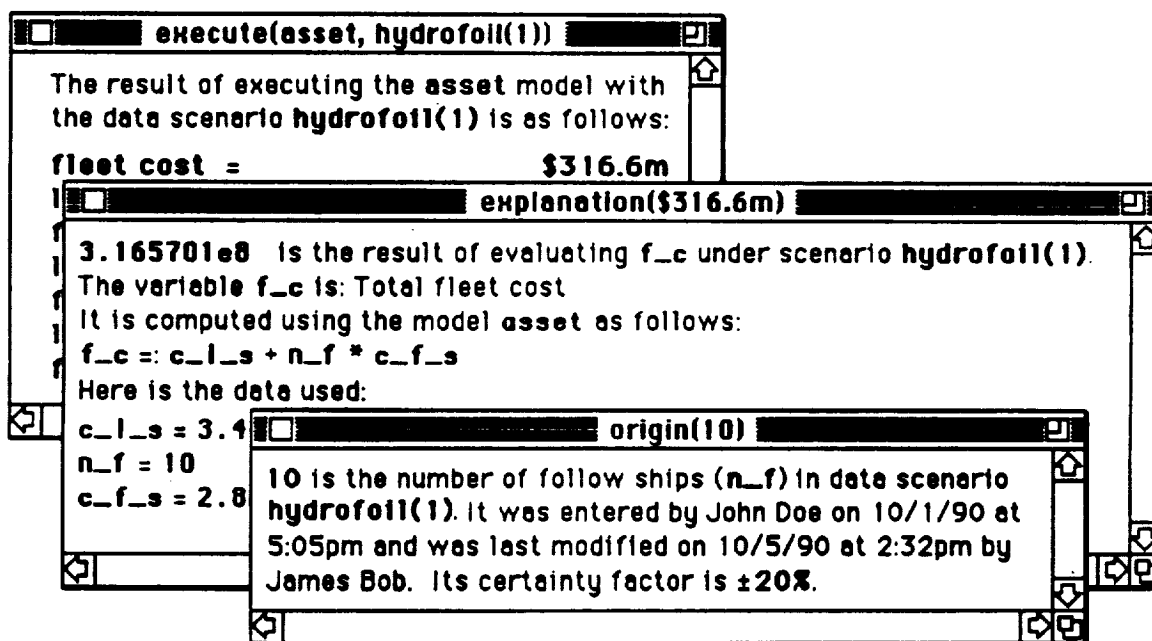 execute(asset, hydrofoil(1))
The result of executing the asset model with
the data scenario hydrofoil(1) is as follows:
fleet cost = $316.6m
explanation($316.6m)
3.165701e8 is the result of evaluating f_c under scenario hydrofoil(1).
The variable f_c is: Total fleet cost
It is computed using the model asset as follows:
f_c =: c_l_s + n_f * c_f_s
Here is the data used:
c_l_s = 3.4
n_f = 10
c_f_s = 2.8
origin(10)
10 is the number of follow ships (n_f) in data scenario
hydrofoil(1). It was entered by John Doe on 10/1/90 at
5:05pm and was last modified on 10/5/90 at 2:32pm by
James Bob. Its certainty factor is ±20%.